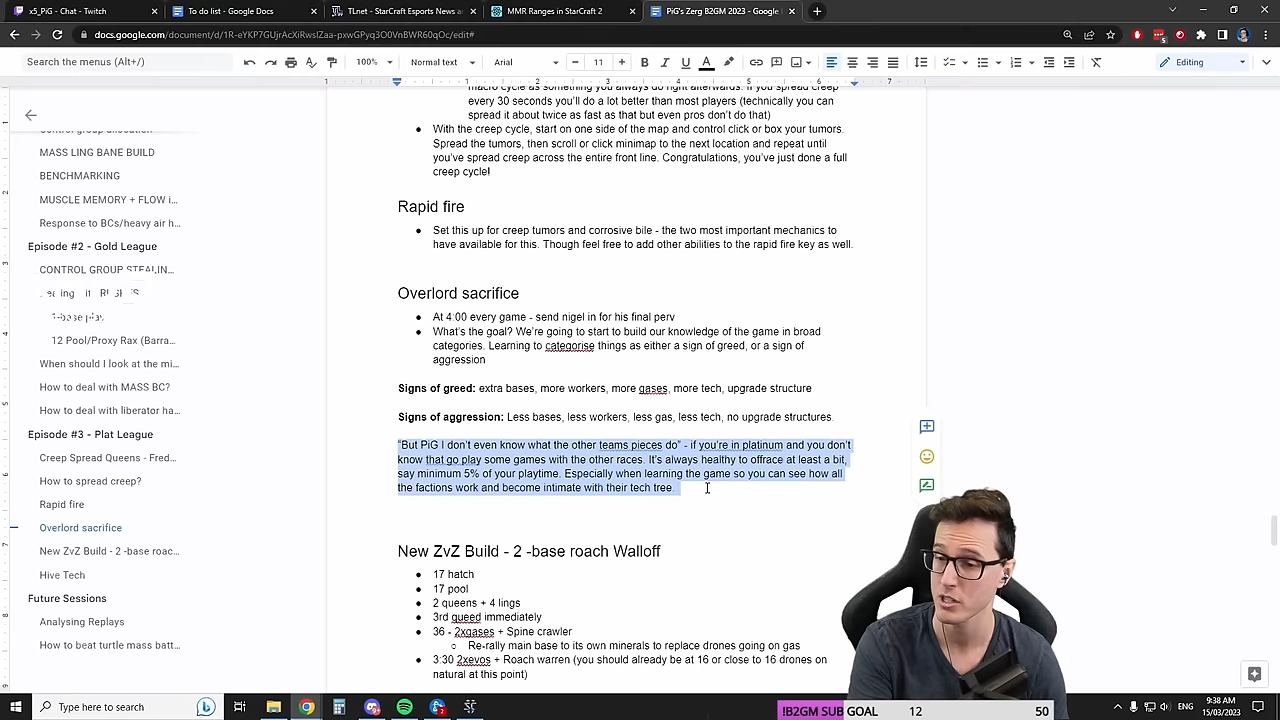 x5_PiG - Chat - Twitch
To do list - Google Docs
TLnet - StarCraft Esports News a
MMR Ranges in StarCraft 2
PiG's Zerg B2GM 2023 - Google
docs.google.com/document/d/1R-eYKP7GUjrAcXiRwsIZaa-pxwGPyq3O0VnBWR60qOc/edit#
Search the menus (Alt+/)
100%
Normal text
Arial
11
Editing
MASS LING BANE BUILD
BENCHMARKING
MUSCLE MEMORY + FLOW i...
Response to BCs/heavy air h...
Episode #2 - Gold League
CONTROL GROUP STEALIN...
12 Pool/Proxy Rax (Barra...
When should I look at the mi...
How to deal with MASS BC?
How to deal with liberator ha...
Episode #3 - Plat League
Creep Spread Queens - Fred...
How to spread creep?
Rapid fire
Overlord sacrifice
New ZvZ Build - 2 -base roac...
Hive Tech
Future Sessions
Analysing Replays
How to beat turtle mass batt...
macro cycle as something you always do right afterwards. If you spread creep
every 30 seconds you'll do a lot better than most players (technically you can
spread it about twice as fast as that but even pros don't do that)
● With the creep cycle, start on one side of the map and control click or box your tumors.
Spread the tumors, then scroll or click minimap to the next location and repeat until
you've spread creep across the entire front line. Congratulations, you've just done a full
creep cycle!
Rapid fire
● Set this up for creep tumors and corrosive bile - the two most important mechanics to
have available for this. Though feel free to add other abilities to the rapid fire key as well.
Overlord sacrifice
● At 4:00 every game - send nigel in for his final perv
● What's the goal? We're going to start to build our knowledge of the game in broad
categories. Learning to categorise things as either a sign of greed, or a sign of
aggression
Signs of greed: extra bases, more workers, more gases, more tech, upgrade structure
Signs of aggression: Less bases, less workers, less gas, less tech, no upgrade structures.
"But PiG I don't even know what the other teams pieces do" - if you're in platinum and you don't
know that go play some games with the other races. It's always healthy to offrace at least a bit,
say minimum 5% of your playtime. Especially when learning the game so you can see how all
the factions work and become intimate with their tech tree.
New ZvZ Build - 2 -base roach Walloff
● 17 hatch
● 17 pool
● 2 queens + 4 lings
● 3rd queed immediately
● 36 - 2xgases + Spine crawler
○ Re-rally main base to its own minerals to replace drones going on gas
● 3:30 2xevos + Roach warren (you should already be at 16 or close to 16 drones on
natural at this point)
Type here to search
!B2GM SUB GOAL 12 50
ENG
9:38 AM
15/03/2023